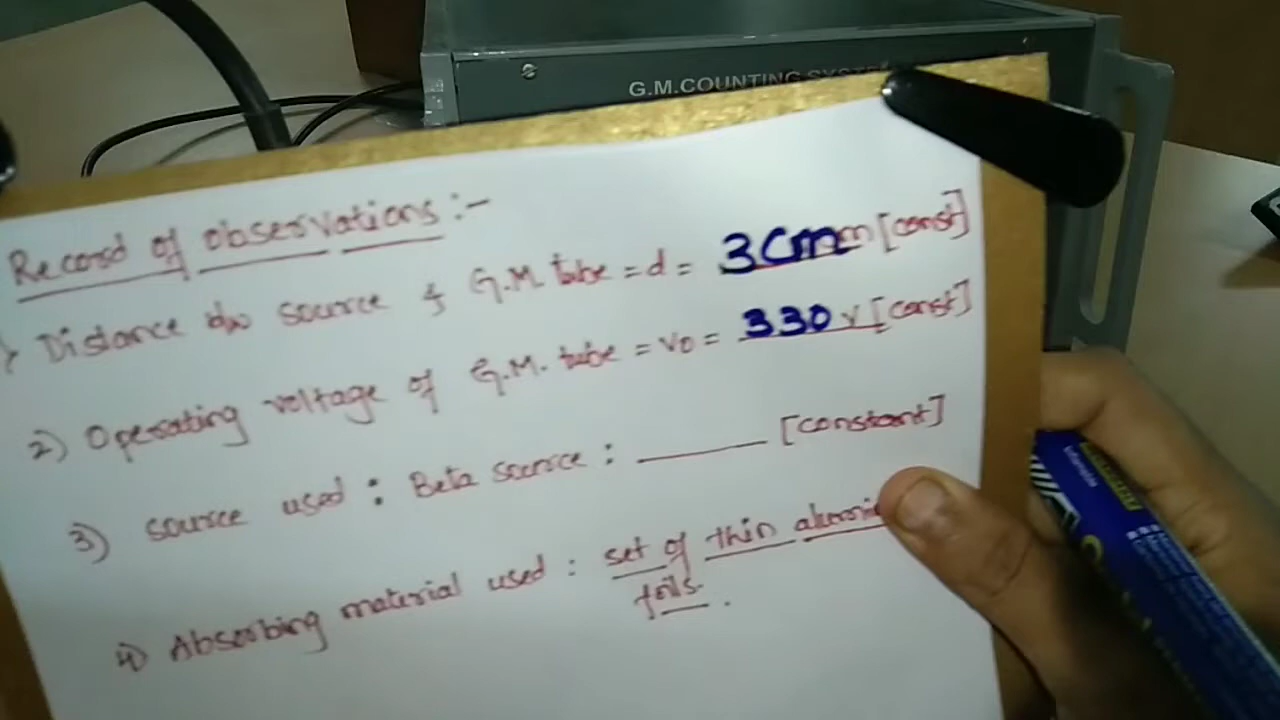 G.M.COUNTING SYSTEM
Record of observations :-
Distance b/w source & G.M. tube = d = 3Cm [const]
2) Operating voltage of G.M. tube = V0 = 330 V [const]
3) source used : Beta source : ______ [constant]
4) Absorbing material used : set of thin
foils.